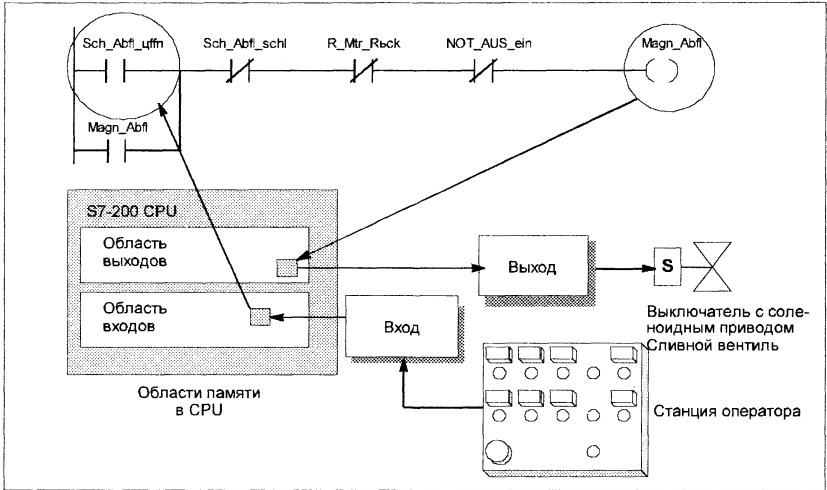 Sch_Abfl_цffn
Sch_Abfl_schl
R_Mtr_Rьck
NOT_AUS_ein
Magn_Abfl
Magn_Abfl
S7-200 CPU
Область
выходов
Область
входов
Выход
S
Вход
Выключатель с соле-
ноидным приводом
Сливной вентиль
Области памяти
в CPU
Станция оператора